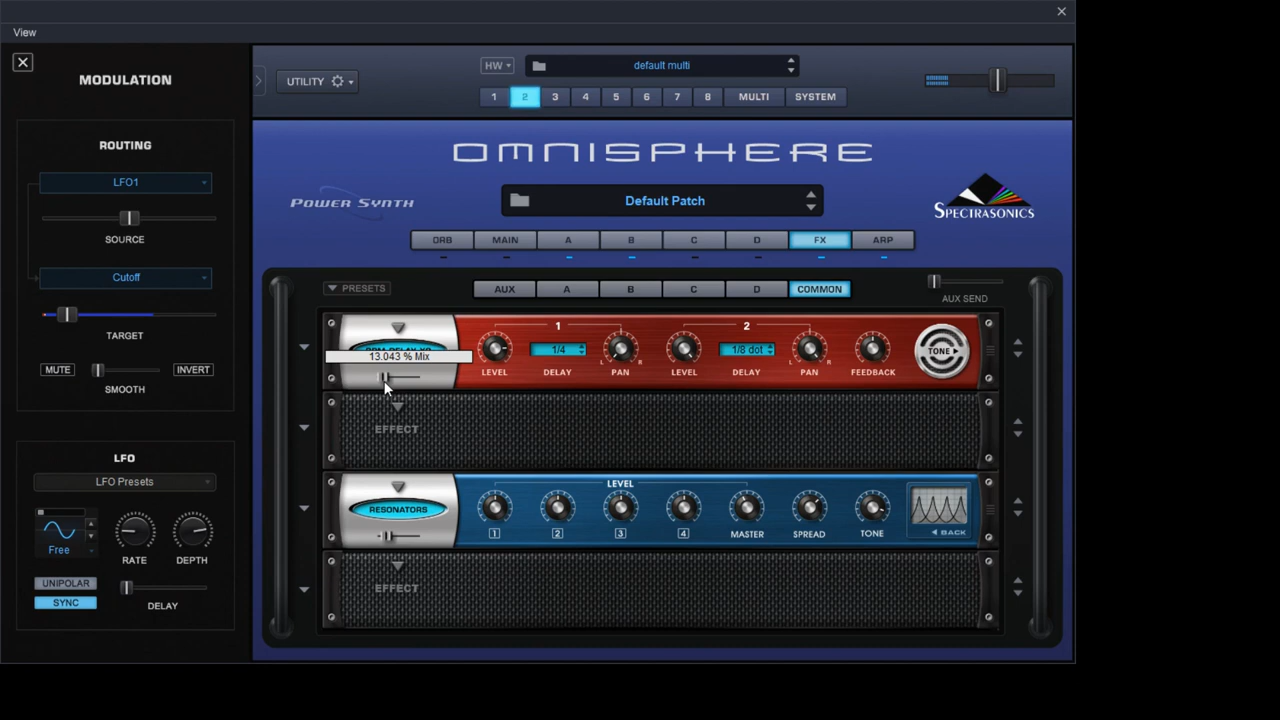 View
MODULATION
ROUTING
LFO1
SOURCE
Cutoff
TARGET
MUTE
INVERT
SMOOTH
LFO
LFO Presets
Free
RATE
DEPTH
UNIPOLAR
SYNC
DELAY
UTILITY
HW
default multi
1 2 3 4 5 6 7 8 MULTI SYSTEM
OMNISPHERE
POWER SYNTH
Default Patch
SPECTRASONICS
ORB MAIN A B C D FX ARP
PRESETS
AUX A B C D COMMON
AUX SEND
13.043 % Mix
1 2
1/4
1/8 dot
L R L R
LEVEL DELAY PAN LEVEL DELAY PAN FEEDBACK
TONE
EFFECT
LEVEL
RESONATORS
1 2 3 4 MASTER SPREAD TONE
BACK
EFFECT